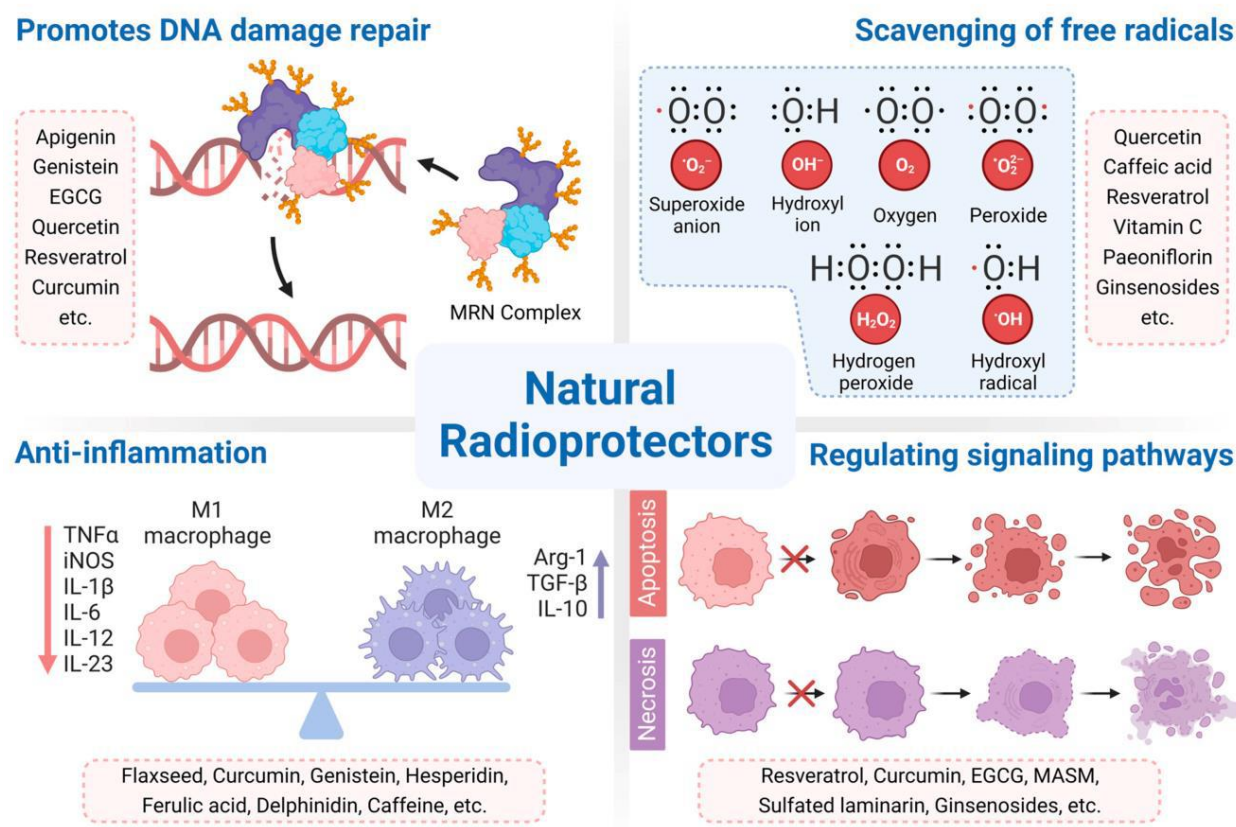 Promotes DNA damage repair
Apigenin
Genistein
EGCG
Quercetin
Resveratrol
Curcumin
etc.
MRN Complex
Scavenging of free radicals
·O:O:
:O:H
:O:O:
·O:O·
·O₂⁻
OH⁻
O₂
·O₂²⁻
Superoxide
anion
Hydroxyl
ion
Oxygen
Peroxide
H:O:O:H
·O:H
H₂O₂
·OH
Hydrogen
peroxide
Hydroxyl
radical
Quercetin
Caffeic acid
Resveratrol
Vitamin C
Paeoniflorin
Ginsenosides
etc.
Natural
Radioprotectors
Anti-inflammation
TNFα
iNOS
IL-1β
IL-6
IL-12
IL-23
M1
macrophage
M2
macrophage
Arg-1
TGF-β
IL-10
Flaxseed, Curcumin, Genistein, Hesperidin,
Ferulic acid, Delphinidin, Caffeine, etc.
Regulating signaling pathways
Apoptosis
Necrosis
Resveratrol, Curcumin, EGCG, MASM,
Sulfated laminarin, Ginsenosides, etc.